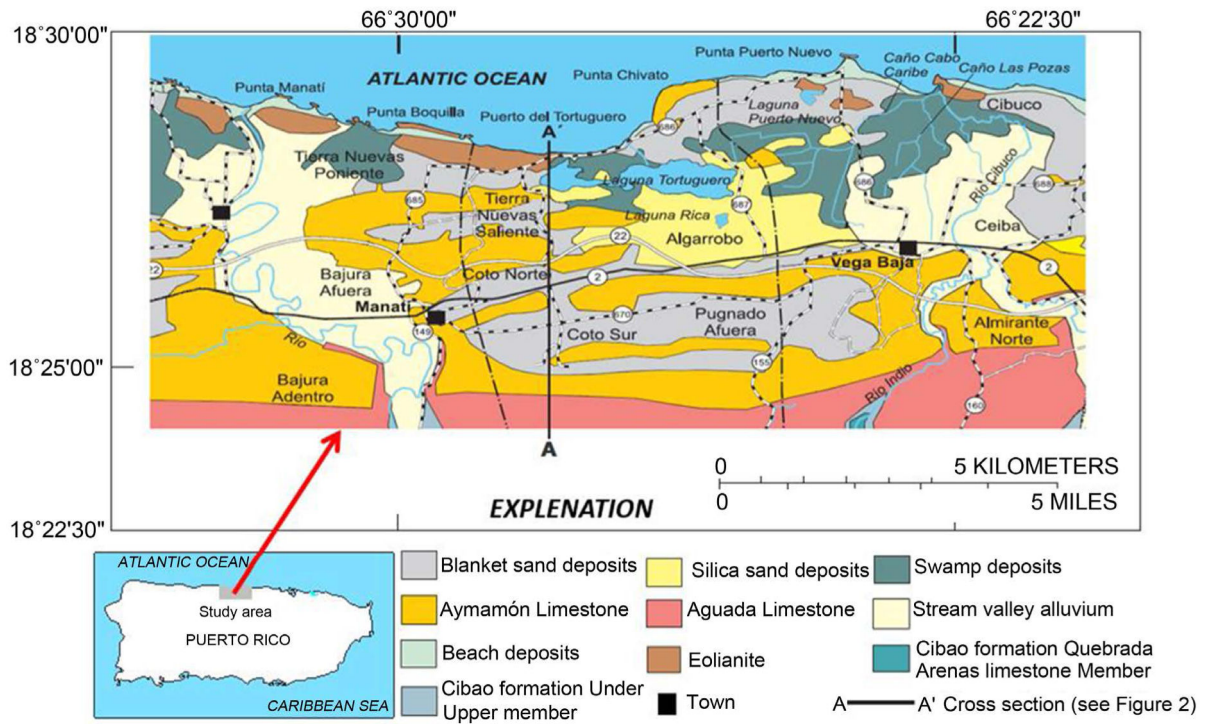 66°30'00"
66°22'30"
18°30'00"
ATLANTIC OCEAN
Punta Manatí
Punta Boquilla
Puerto del Tortuguero
Punta Chivato
Punta Puerto Nuevo
Caño Cabo
Caribe
Caño Las Pozas
Cibuco
Laguna
Puerto Nuevo
A'
686
Tierra Nuevas
Poniente
Laguna Tortuguero
686
Río Cibuco
688
685
Tierra
Nuevas
Saliente
687
Laguna Rica
22
Algarrobo
Ceiba
22
Bajura
Afuera
Coto Norte
2
Vega Baja
2
Manatí
670
Pugnado
Afuera
149
Coto Sur
Almirante
Norte
Río
18°25'00"
155
Bajura
Adentro
Río Indio
160
A
0 5 KILOMETERS
0 5 MILES
EXPLENATION
18°22'30"
ATLANTIC OCEAN
Study area
PUERTO RICO
CARIBBEAN SEA
Blanket sand deposits
Silica sand deposits
Swamp deposits
Aymamón Limestone
Aguada Limestone
Stream valley alluvium
Beach deposits
Eolianite
Cibao formation Quebrada
Arenas limestone Member
Cibao formation Under
Upper member
Town
A A' Cross section (see Figure 2)